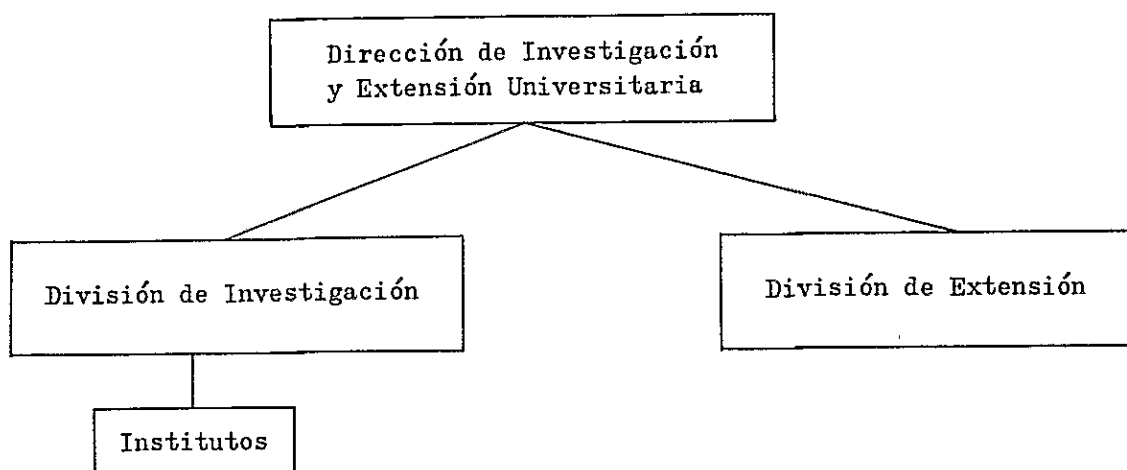 Dirección de Investigación
y Extensión Universitaria
División de Investigación
División de Extensión
Institutos